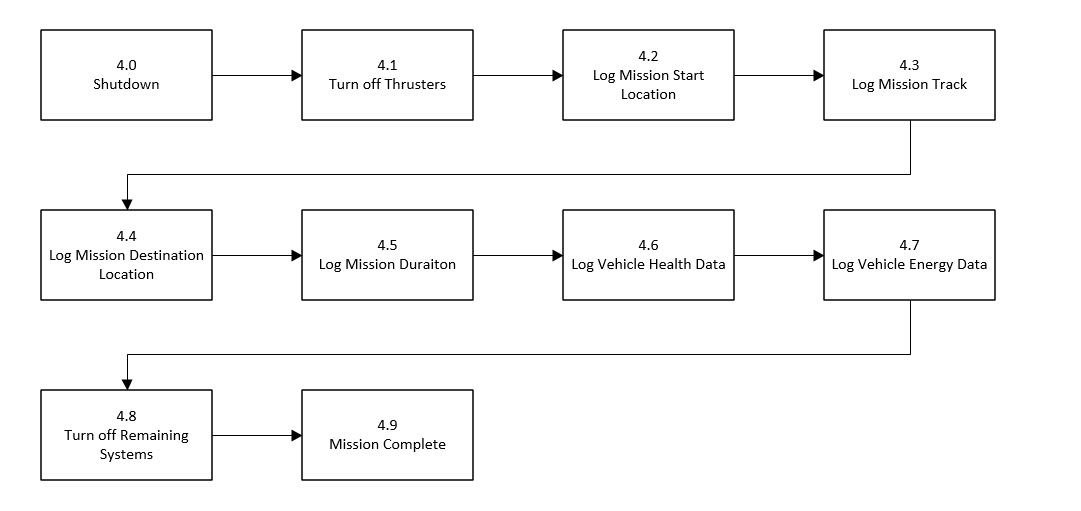 4.0
Shutdown
4.1
Turn off Thrusters
4.2
Log Mission Start
Location
4.3
Log Mission Track
4.4
Log Mission Destination
Location
4.5
Log Mission Duraiton
4.6
Log Vehicle Health Data
4.7
Log Vehicle Energy Data
4.8
Turn off Remaining
Systems
4.9
Mission Complete